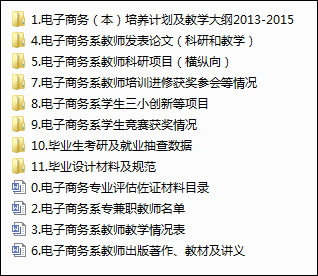 1.电子商务（本）培养计划及教学大纲2013-2015
4.电子商务系教师发表论文（科研和教学）
5.电子商务系教师科研项目（横纵向）
7.电子商务系教师培训进修获奖参会等情况
8.电子商务系学生三小创新等项目
9.电子商务系学生竞赛获奖情况
10.毕业生考研及就业抽查数据
11.毕业设计材料及规范
0.电子商务专业评估佐证材料目录
2.电子商务系专兼职教师名单
3.电子商务系教师教学情况表
6.电子商务系教师出版著作、教材及讲义